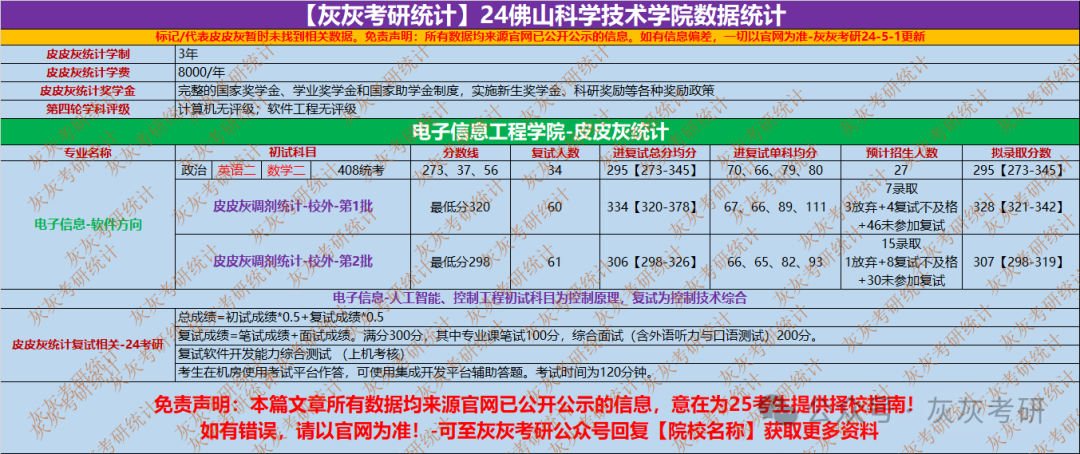 【灰灰考研统计】24佛山科学技术学院数据统计
标记/代表皮皮灰暂时未找到相关数据。免责声明：所有数据均来源官网已公开公示的信息。如有信息偏差，一切以官网为准-灰灰考研24-5-1更新
皮皮灰统计学制 3年
皮皮灰统计学费 8000/年
皮皮灰统计奖学金 完整的国家奖学金、学业奖学金和国家助学金制度，实施新生奖学金、科研奖励等各种奖励政策
第四轮学科评级 计算机无评级；软件工程无评级
电子信息工程学院-皮皮灰统计
专业名称 初试科目 分数线 复试人数 进复试总分均分 进复试单科均分 预计招生人数 拟录取分数
电子信息-软件方向
政治 英语二 数学二 408统考 273、37、56 34 295【273-345】 70、66、79、80 27 295【273-345】
皮皮灰调剂统计-校外-第1批 最低分320 60 334【320-378】 67、66、89、111
7录取
3放弃+4复试不及格
+46未参加复试
328【321-342】
皮皮灰调剂统计-校外-第2批 最低分298 61 306【298-326】 66、65、82、93
15录取
1放弃+8复试不及格
+30未参加复试
307【298-319】
电子信息-人工智能、控制工程初试科目为控制原理，复试为控制技术综合
皮皮灰统计复试相关-24考研
总成绩=初试成绩*0.5+复试成绩*0.5
复试成绩=笔试成绩+面试成绩。满分300分，其中专业课笔试100分，综合面试（含外语听力与口语测试）200分。
复试软件开发能力综合测试 （上机考核）
考生在机房使用考试平台作答，可使用集成开发平台辅助答题。考试时间为120分钟。
免责声明：本篇文章所有数据均来源官网已公开公示的信息，意在为25考生提供择校指南！
如有错误，请以官网为准！-可至灰灰考研公众号回复【院校名称】获取更多资料
公众号 灰灰考研
灰灰考研统计